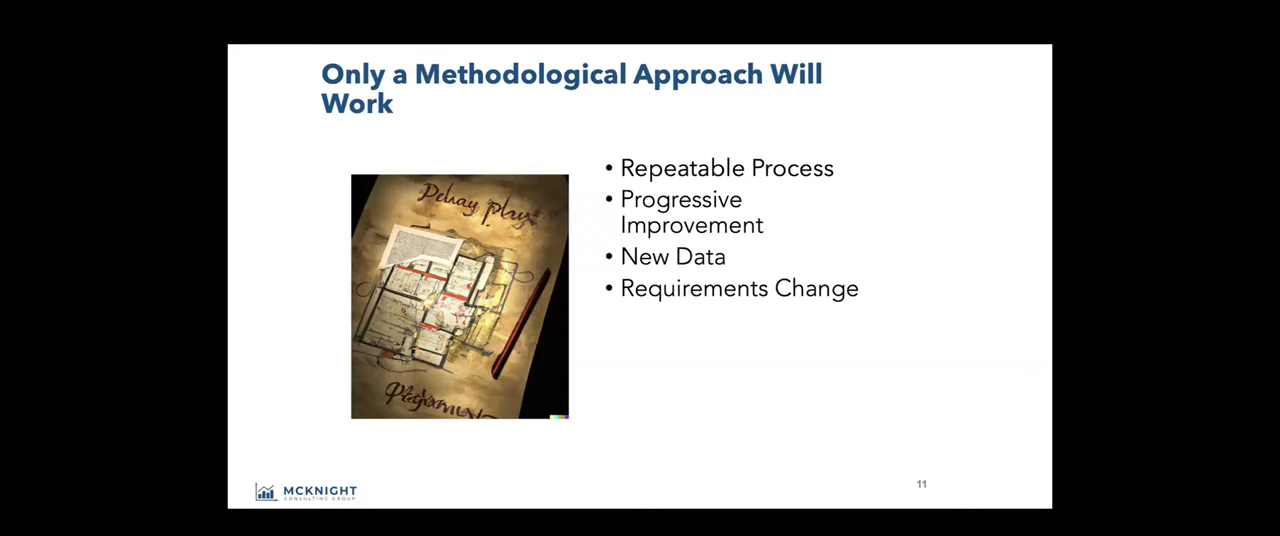 Only a Methodological Approach Will
Work
• Repeatable Process
• Progressive
Improvement
• New Data
• Requirements Change
MCKNIGHT
CONSULTING GROUP
11